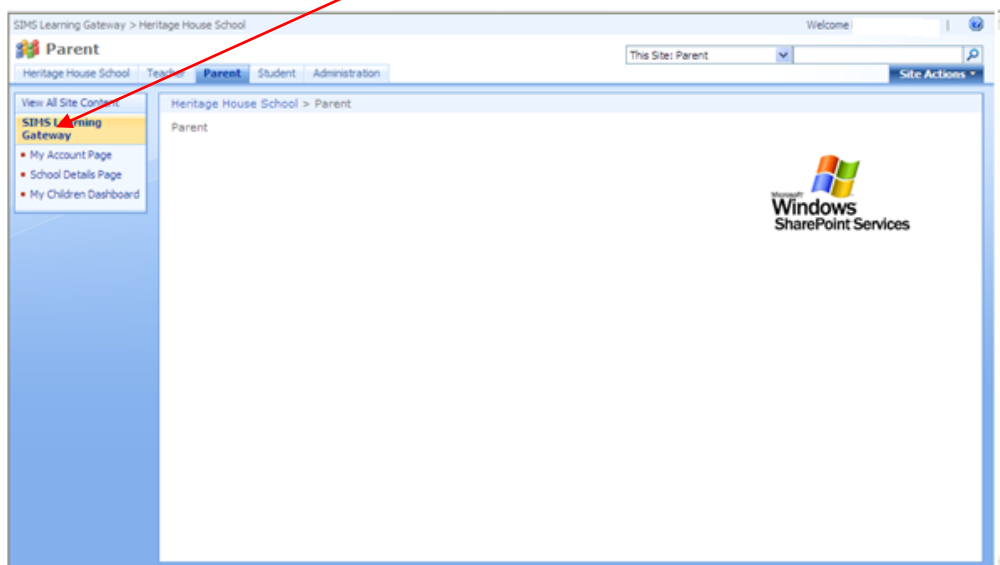 SIMS Learning Gateway > Heritage House School
Welcome
Parent
This Site: Parent
Heritage House School Teacher Parent Student Administration
Site Actions
View All Site Content
Heritage House School > Parent
SIMS Learning
Gateway
Parent
My Account Page
School Details Page
My Children Dashboard
Microsoft
Windows
SharePoint Services